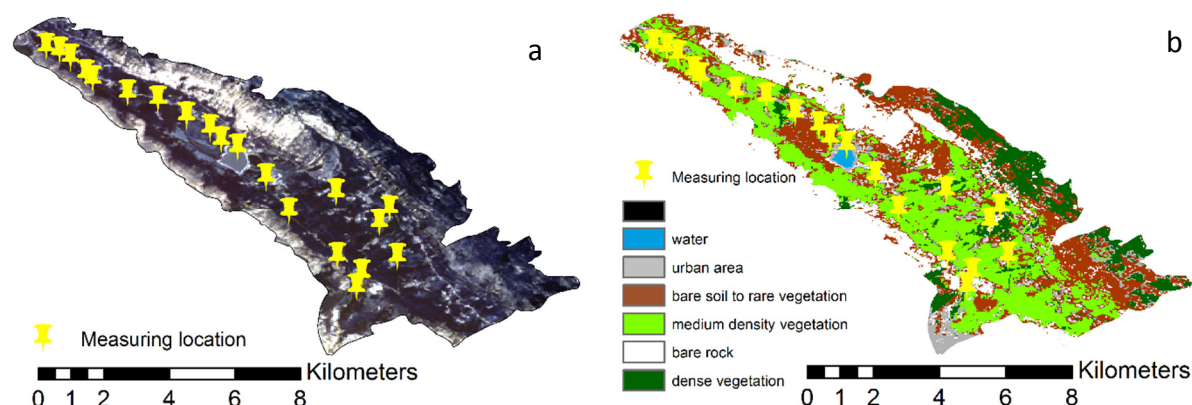 a
Measuring location
Kilometers
0 1 2 4 6 8
b
Measuring location
water
urban area
bare soil to rare vegetation
medium density vegetation
bare rock
dense vegetation
Kilometers
0 1 2 4 6 8